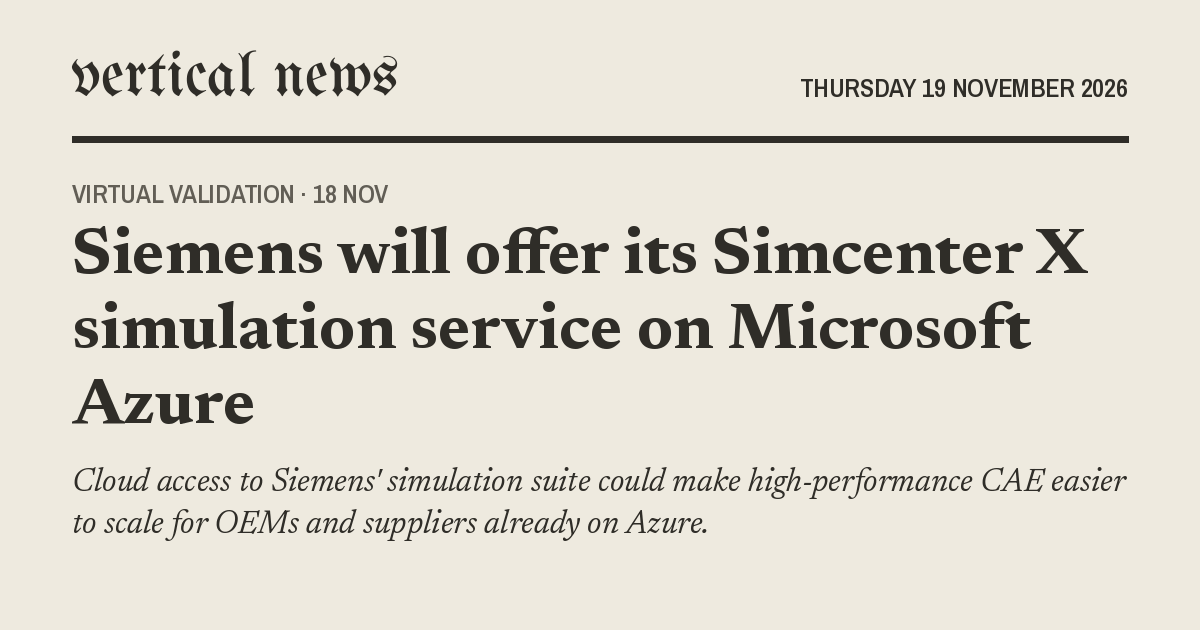 vertical news
THURSDAY 19 NOVEMBER 2026
VIRTUAL VALIDATION · 18 NOV
Siemens will offer its Simcenter X
simulation service on Microsoft
Azure
Cloud access to Siemens' simulation suite could make high-performance CAE easier
to scale for OEMs and suppliers already on Azure.